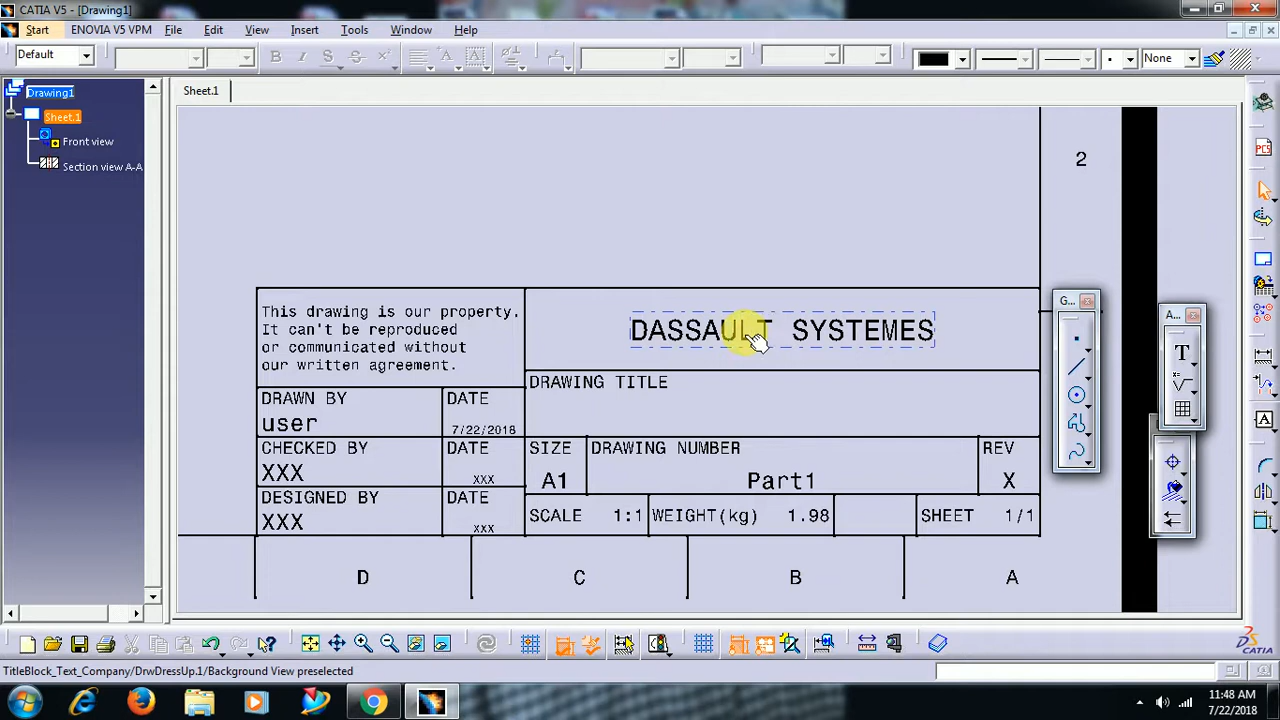 CATIA V5 - [Drawing1]
Start
ENOVIA V5 VPM
File
Edit
View
Insert
Tools
Window
Help
Default
None
Drawing1
Sheet.1
Front view
Section view A-A
Sheet.1
2
This drawing is our property.
It can't be reproduced
or communicated without
our written agreement.
DASSAULT SYSTEMES
DRAWING TITLE
DRAWN BY
DATE
user
7/22/2018
CHECKED BY
DATE
XXX
xxx
DESIGNED BY
DATE
XXX
xxx
SIZE
A1
DRAWING NUMBER
Part1
REV
X
SCALE 1:1
WEIGHT(kg) 1.98
SHEET 1/1
D
C
B
A
G...
A...
TitleBlock_Text_Company/DrwDressUp.1/Background View preselected
CATIA
11:48 AM
7/22/2018